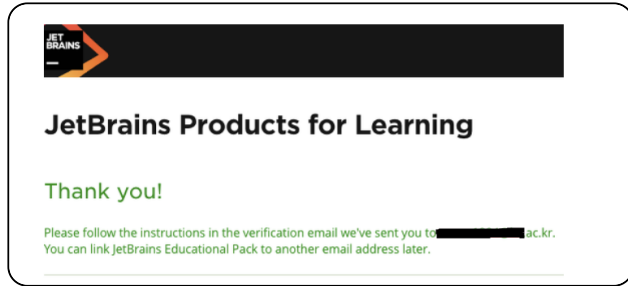 JET
BRAINS
JetBrains Products for Learning
Thank you!
Please follow the instructions in the verification email we've sent you to ac.kr.
You can link JetBrains Educational Pack to another email address later.